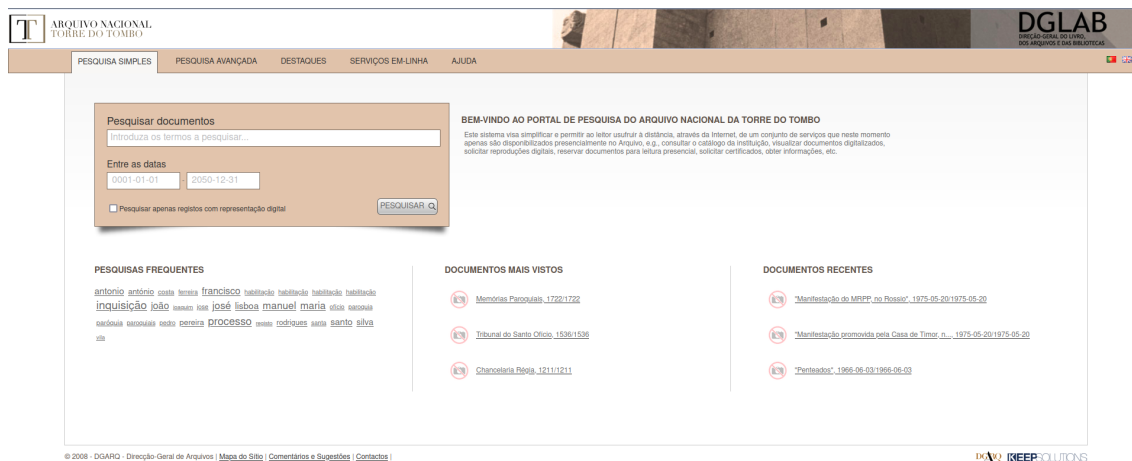 ARQUIVO NACIONAL
TORRE DO TOMBO
DGLAB
DIREÇÃO-GERAL DO LIVRO,
DOS ARQUIVOS E DAS BIBLIOTECAS
PESQUISA SIMPLES PESQUISA AVANÇADA DESTAQUES SERVIÇOS EM-LINHA AJUDA
Pesquisar documentos
Introduza os termos a pesquisar...
Entre as datas
0001-01-01 - 2050-12-31
Pesquisar apenas registos com representação digital
PESQUISAR
BEM-VINDO AO PORTAL DE PESQUISA DO ARQUIVO NACIONAL DA TORRE DO TOMBO
Este sistema visa simplificar e permitir ao leitor usufruir à distância, através da Internet, de um conjunto de serviços que neste momento
apenas são disponibilizados presencialmente no Arquivo, e.g., consultar o catálogo da instituição, visualizar documentos digitalizados,
solicitar reproduções digitais, reservar documentos para leitura presencial, solicitar certificados, obter informações, etc.
PESQUISAS FREQUENTES
antonio antónio costa ferreira francisco habilitação habilitação habilitação habilitação
inquisição joão joaquim jose josé lisboa manuel maria oficio paroquia
paróquia paroquiais pedro pereira processo registo rodrigues santa santo silva
vila
DOCUMENTOS MAIS VISTOS
Memórias Paroquiais, 1722/1722
Tribunal do Santo Ofício, 1536/1536
Chancelaria Régia, 1211/1211
DOCUMENTOS RECENTES
"Manifestação do MRPP, no Rossio", 1975-05-20/1975-05-20
"Manifestação promovida pela Casa de Timor, n..., 1975-05-20/1975-05-20
"Penteados", 1966-06-03/1966-06-03
© 2008 - DGARQ - Direcção-Geral de Arquivos | Mapa do Sítio | Comentários e Sugestões | Contactos |
DGARQ KEEPSOLUTIONS